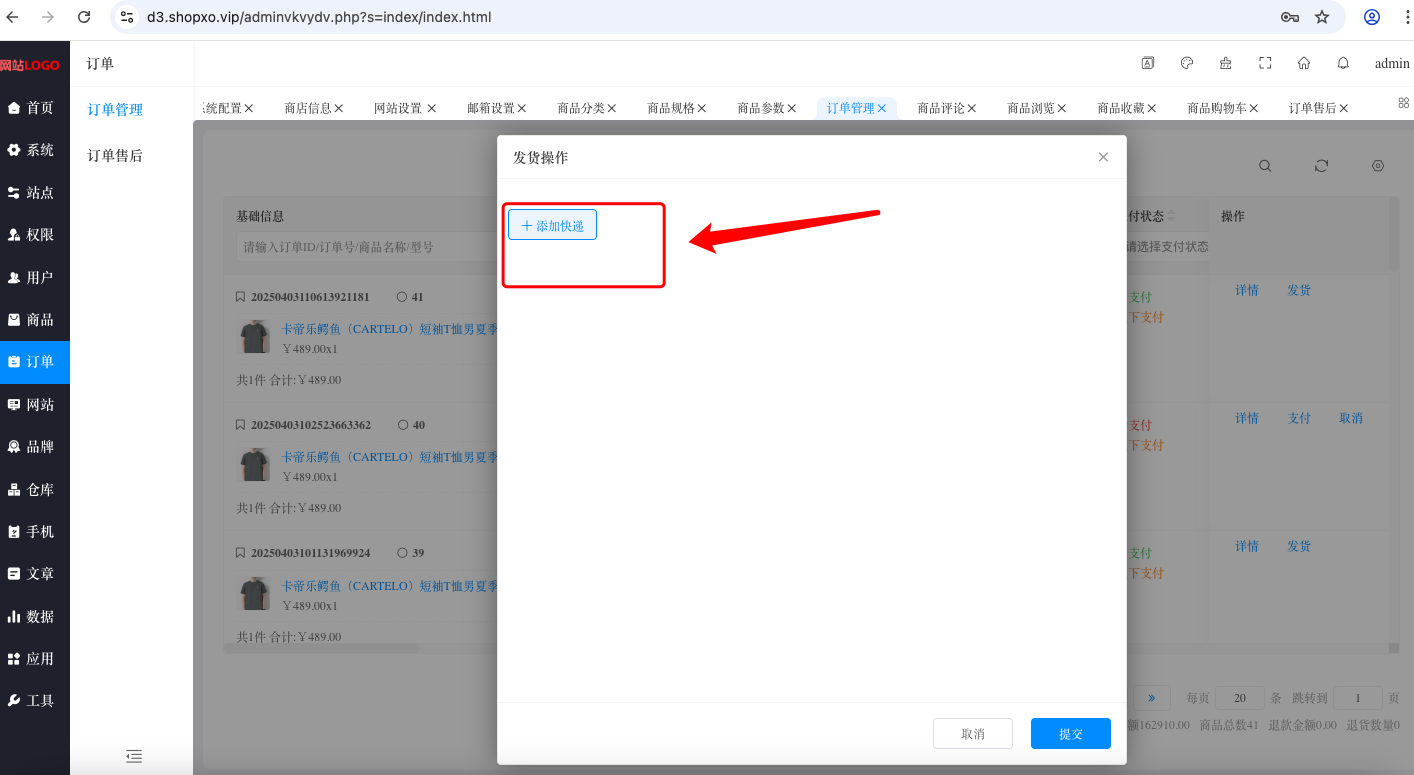 d3.shopxo.vip/adminvkvydv.php?s=index/index.html
网站LOGO
首页
系统
站点
权限
用户
商品
订单
网站
品牌
仓库
手机
文章
数据
应用
工具
订单
订单管理
订单售后
admin
系统配置 商店信息 网站设置 邮箱设置 商品分类 商品规格 商品参数 订单管理 商品评论 商品浏览 商品收藏 商品购物车 订单售后
发货操作
添加快递
取消
提交
基础信息
付状态
操作
请输入订单ID/订单号/商品名称/型号
请选择支付状态
20250403110613921181 41
支付
详情 发货
下支付
卡帝乐鳄鱼（CARTELO）短袖T恤男夏季
￥489.00x1
共1件 合计:￥489.00
20250403102523663362 40
支付
详情 支付 取消
下支付
卡帝乐鳄鱼（CARTELO）短袖T恤男夏季
￥489.00x1
共1件 合计:￥489.00
20250403101131969924 39
支付
详情 发货
下支付
卡帝乐鳄鱼（CARTELO）短袖T恤男夏季
￥489.00x1
共1件 合计:￥489.00
每页 20 条 跳转到 1 页
额162910.00 商品总数41 退款金额0.00 退货数量0